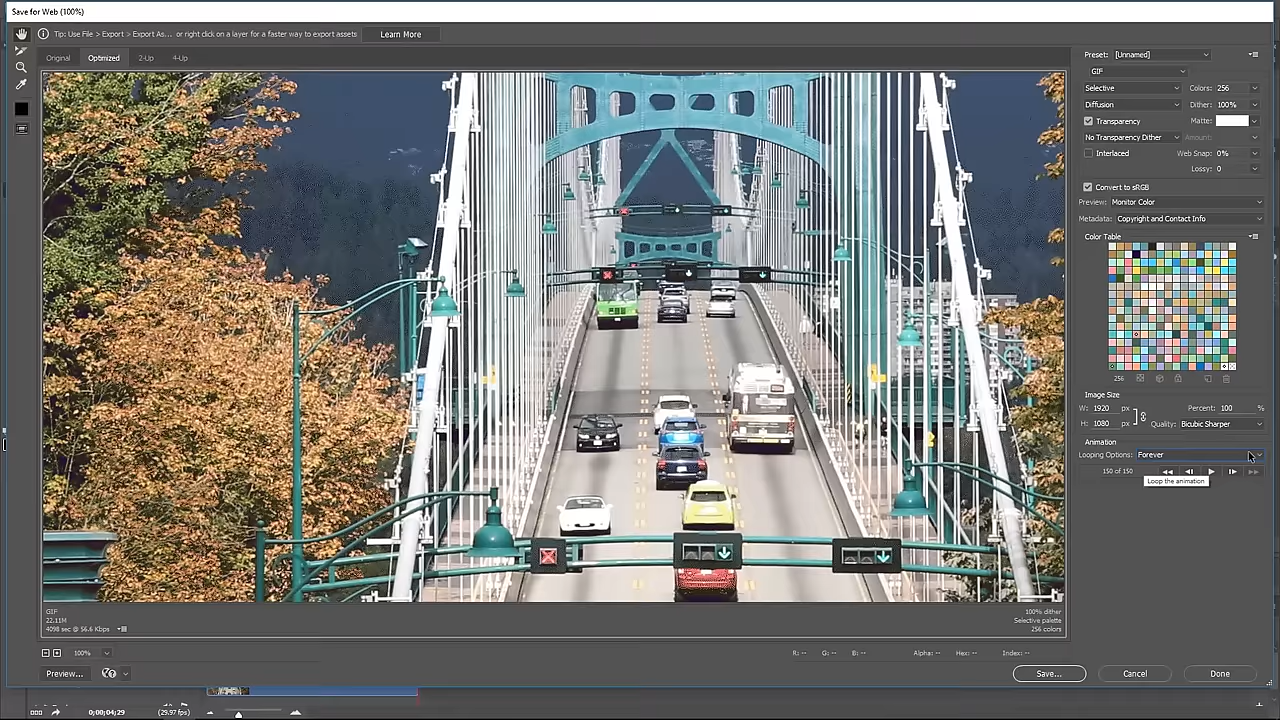 Save for Web (100%)
Tip: Use File > Export > Export As... or right click on a layer for a faster way to export assets
Learn More
Original Optimized 2-Up 4-Up
Preset: [Unnamed]
GIF
Selective Colors: 256
Diffusion Dither: 100%
Transparency Matte:
No Transparency Dither Amount:
Interlaced Web Snap: 0%
Lossy: 0
Convert to sRGB
Preview: Monitor Color
Metadata: Copyright and Contact Info
Color Table
256
Image Size
W: 1920 px Percent: 100 %
H: 1080 px Quality: Bicubic Sharper
Animation
Looping Options: Forever
150 of 150
Loop the animation
GIF
22.11M
4098 sec @ 56.6 Kbps
100% dither
Selective palette
256 colors
100% R: -- G: -- B: -- Alpha: -- Hex: -- Index: --
Preview... Save... Cancel Done
0;00;04;29 (29.97 fps)